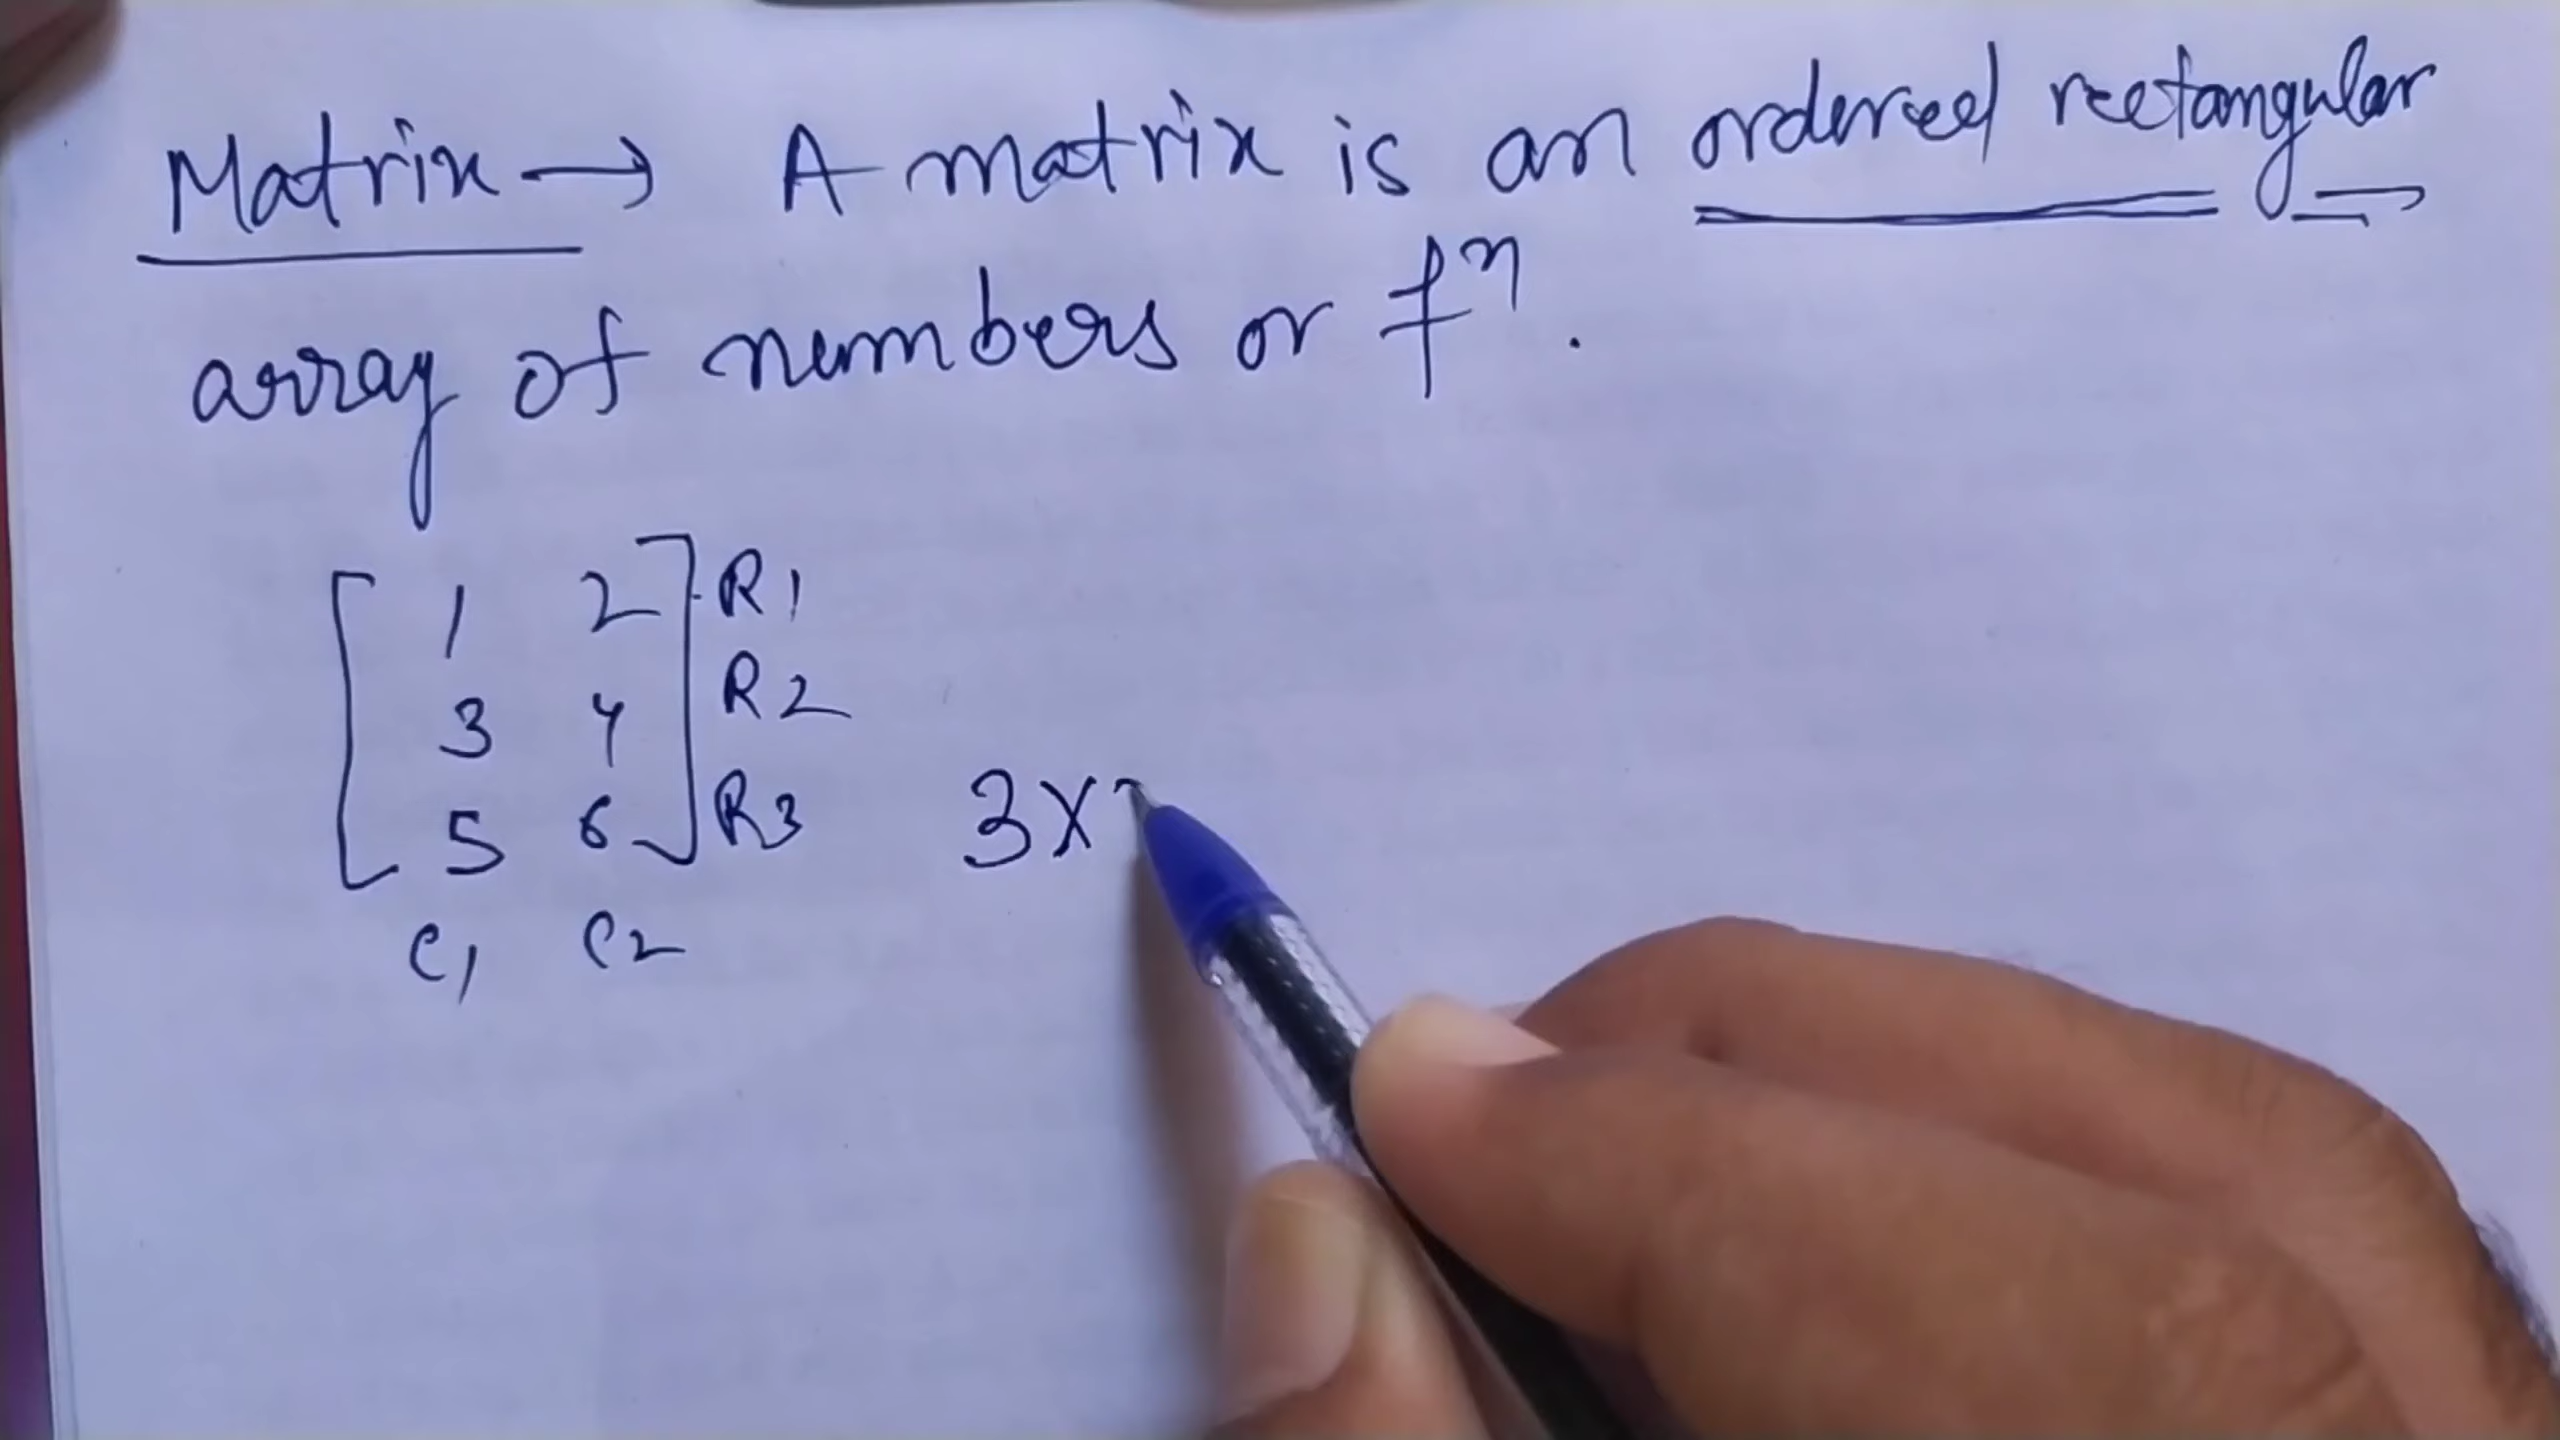 Matrix → A matrix is an ordered rectangular
array of numbers or fⁿ.
1 2 R1
3 4 R2
5 6 R3
C1 C2
3X